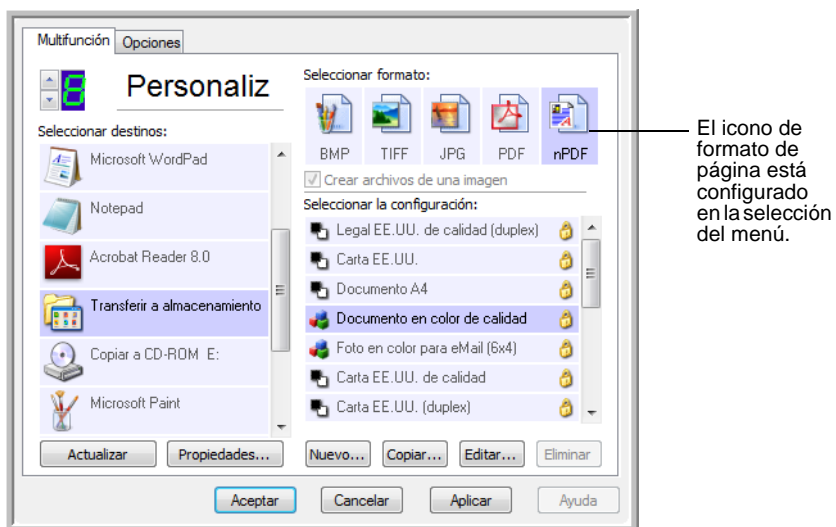 Multifunción Opciones
8 Personaliz
Seleccionar destinos:
Microsoft WordPad
Notepad
Acrobat Reader 8.0
Transferir a almacenamiento
Copiar a CD-ROM E:
Microsoft Paint
Actualizar Propiedades...
Seleccionar formato:
BMP TIFF JPG PDF nPDF
Crear archivos de una imagen
Seleccionar la configuración:
Legal EE.UU. de calidad (duplex)
Carta EE.UU.
Documento A4
Documento en color de calidad
Foto en color para eMail (6x4)
Carta EE.UU. de calidad
Carta EE.UU. (duplex)
Nuevo... Copiar... Editar... Eliminar
Aceptar Cancelar Aplicar Ayuda
El icono de
formato de
página está
configurado
en la selección
del menú.